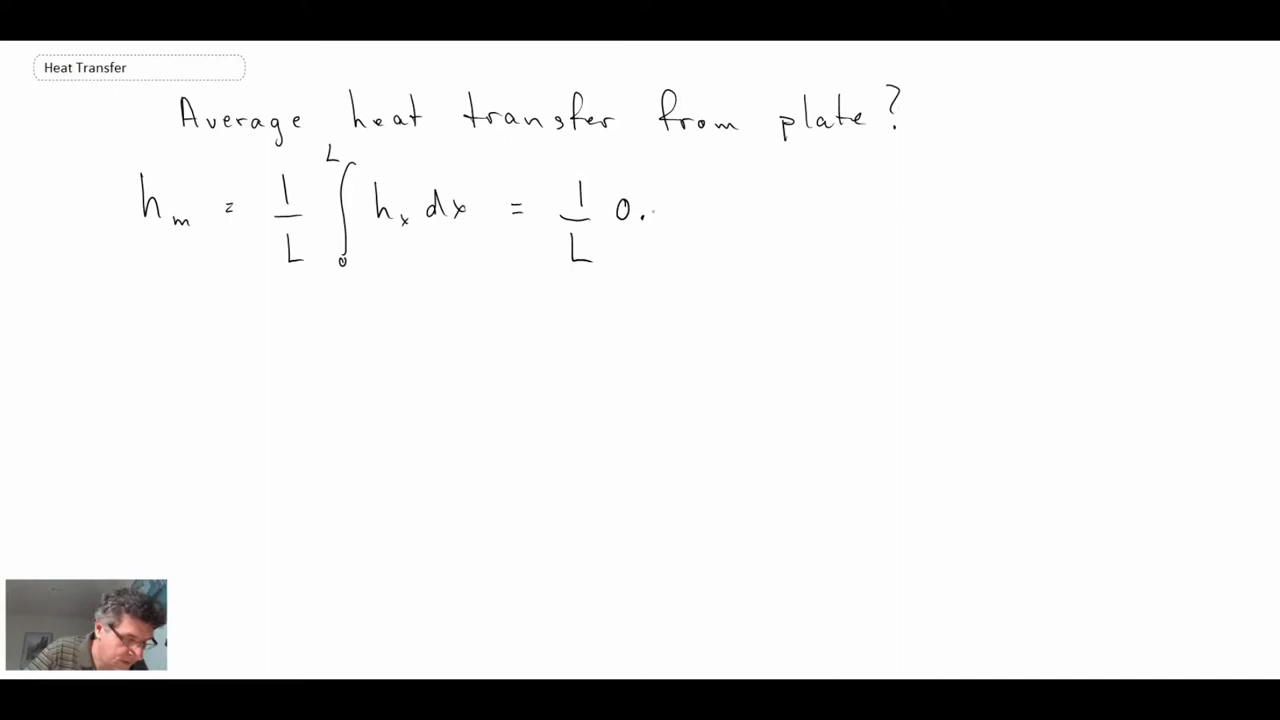 Heat Transfer
Average heat transfer from plate?
h_m = 1/L ∫_0^L h_x dx = 1/L 0.